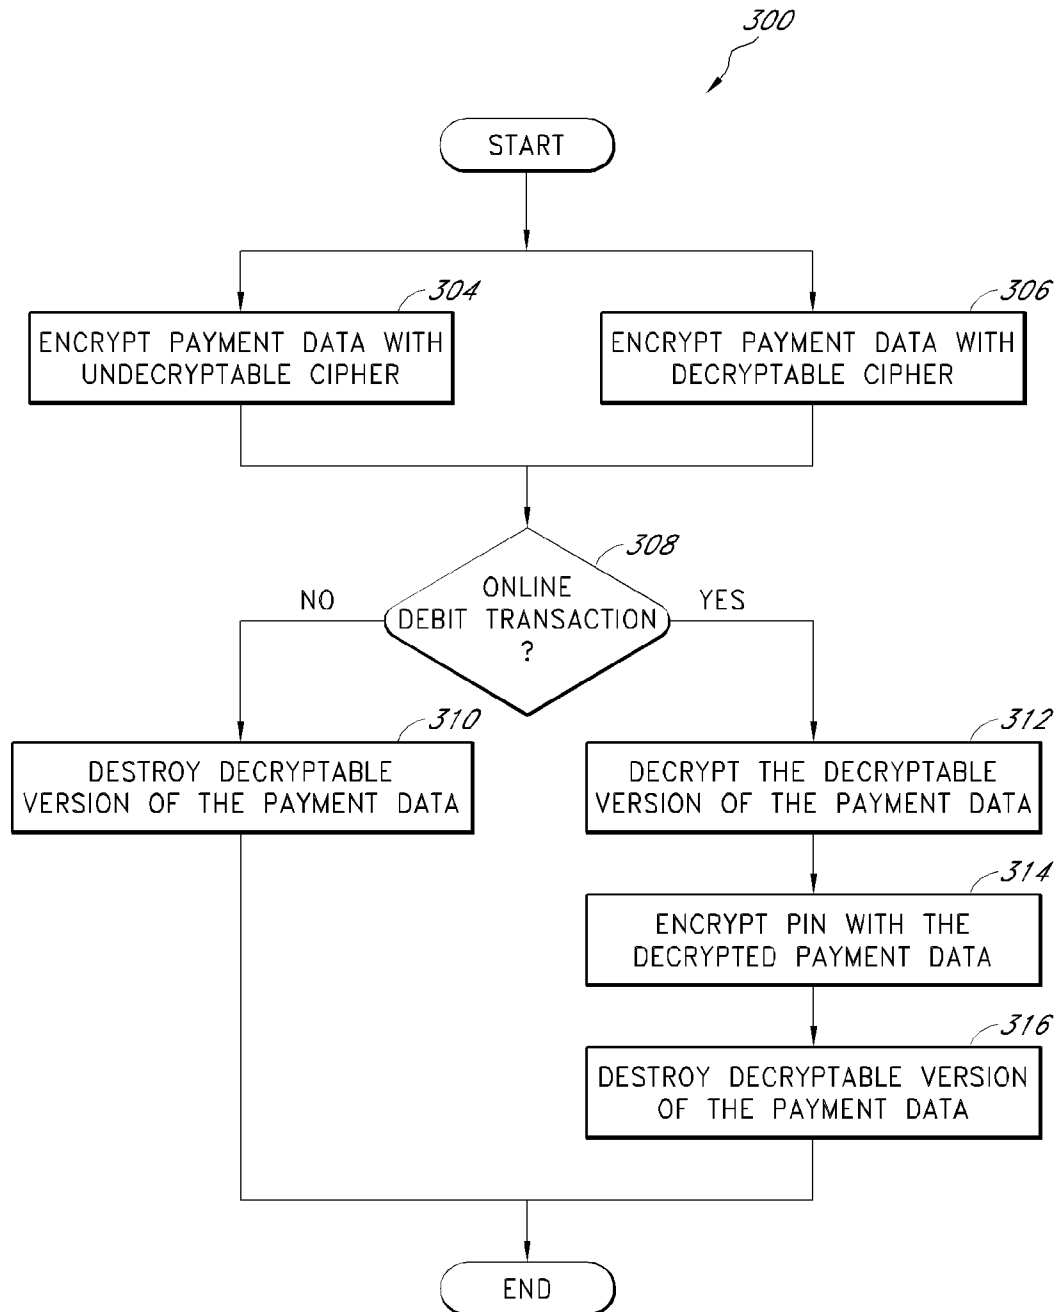 300
START
304
306
ENCRYPT PAYMENT DATA WITH
UNDECRYPTABLE CIPHER
ENCRYPT PAYMENT DATA WITH
DECRYPTABLE CIPHER
308
ONLINE
DEBIT TRANSACTION
?
NO
YES
310
312
DESTROY DECRYPTABLE
VERSION OF THE PAYMENT DATA
DECRYPT THE DECRYPTABLE
VERSION OF THE PAYMENT DATA
314
ENCRYPT PIN WITH THE
DECRYPTED PAYMENT DATA
316
DESTROY DECRYPTABLE VERSION
OF THE PAYMENT DATA
END